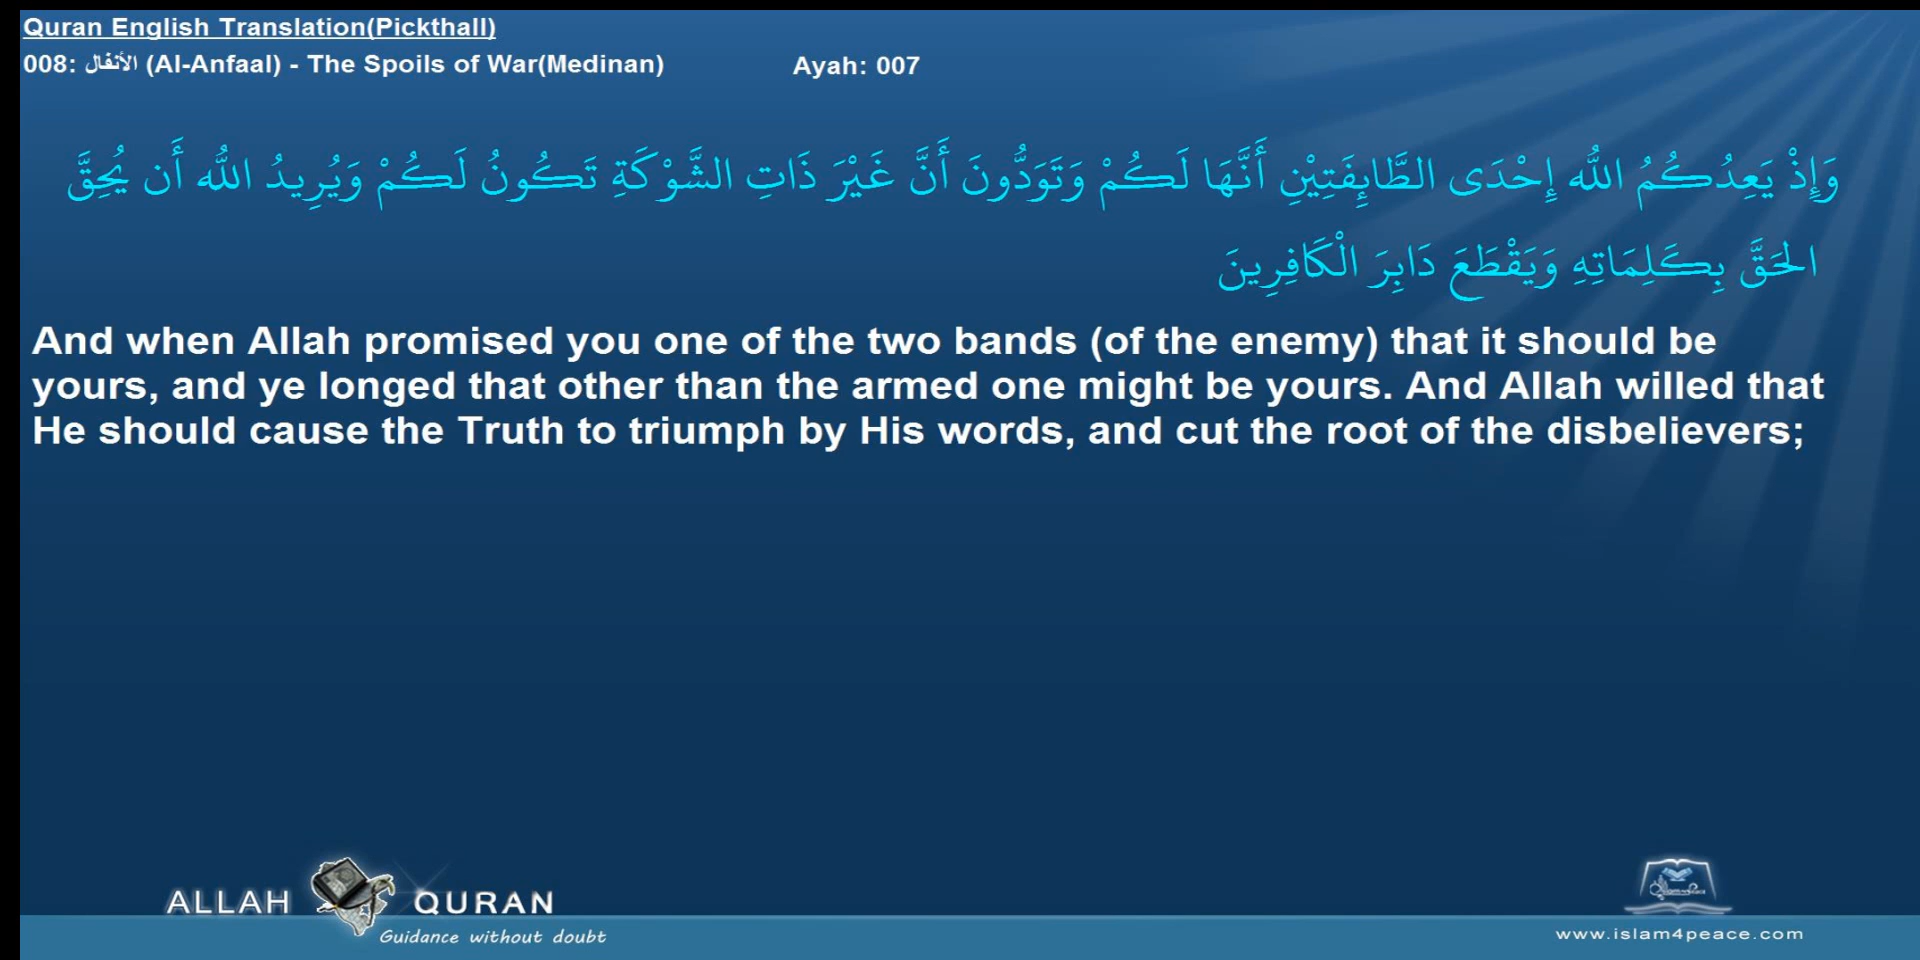 Quran English Translation(Pickthall)
008: الأنفال (Al-Anfaal) - The Spoils of War(Medinan) Ayah: 007
وَإِذْ يَعِدُكُمُ اللّهُ إِحْدَى الطَّائِفَتِيْنِ أَنَّهَا لَكُمْ وَتَوَدُّونَ أَنَّ غَيْرَ ذَاتِ الشَّوْكَةِ تَكُونُ لَكُمْ وَيُرِيدُ اللّهُ أَن يُحِقَّ
الحَقَّ بِكَلِمَاتِهِ وَيَقْطَعَ دَابِرَ الْكَافِرِينَ
And when Allah promised you one of the two bands (of the enemy) that it should be
yours, and ye longed that other than the armed one might be yours. And Allah willed that
He should cause the Truth to triumph by His words, and cut the root of the disbelievers;
ALLAH QURAN
Guidance without doubt
www.islam4peace.com